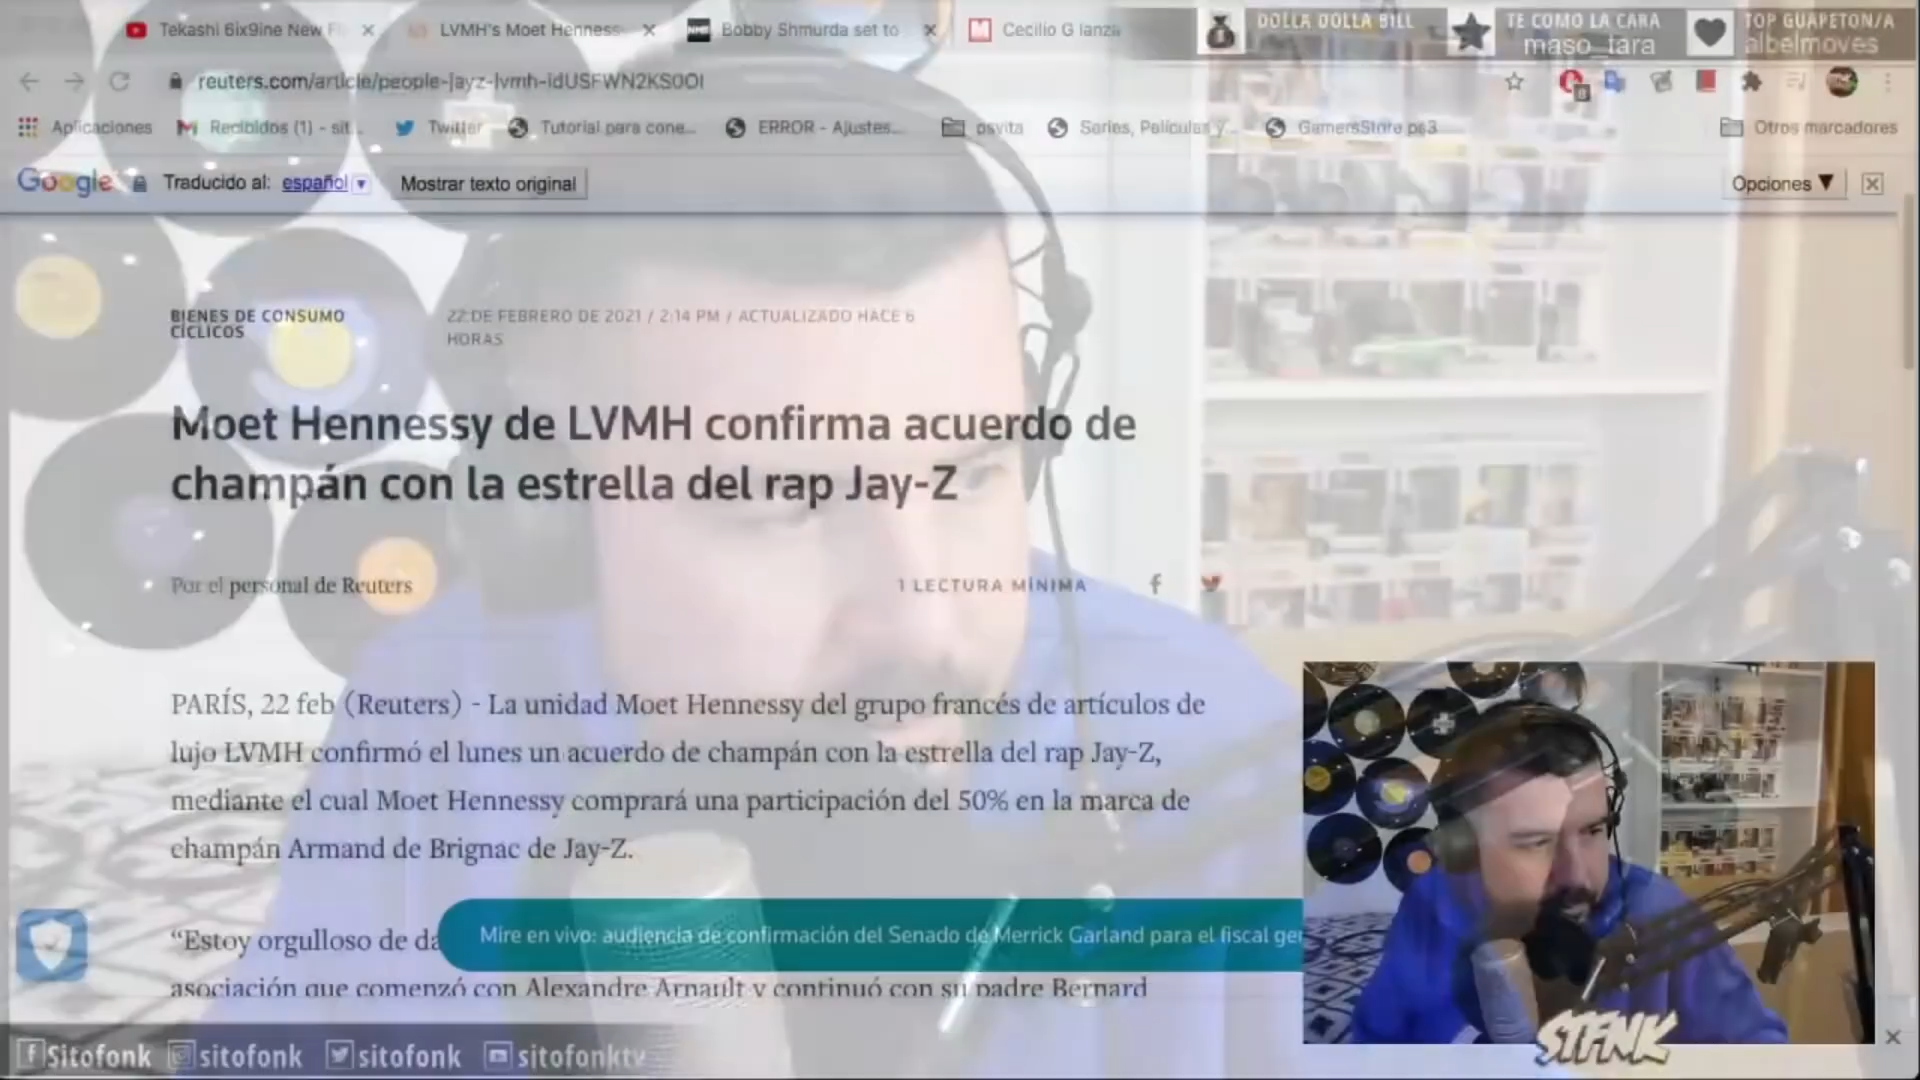 Tekashi 6ix9ine New F
LVMH's Moet Henness
Bobby Shmurda set to
Cecilio G lanza
DOLLA DOLLA BILL
TE COMO LA CARA
maso_tara
TOP GUAPETON/A
albelmoves
reuters.com/article/people-jayz-lvmh-idUSFWN2KS0OI
Aplicaciones
Recibidos (1) - sit...
Twitter
Tutorial para cone...
ERROR - Ajustes...
psvita
Series, Películas y...
GamersStore ps3
Otros marcadores
Google
Traducido al: español
Mostrar texto original
Opciones
BIENES DE CONSUMO
CÍCLICOS
22 DE FEBRERO DE 2021 / 2:14 PM / ACTUALIZADO HACE 6
HORAS
Moet Hennessy de LVMH confirma acuerdo de
champán con la estrella del rap Jay-Z
Por el personal de Reuters
1 LECTURA MÍNIMA
PARÍS, 22 feb (Reuters) - La unidad Moet Hennessy del grupo francés de artículos de
lujo LVMH confirmó el lunes un acuerdo de champán con la estrella del rap Jay-Z,
mediante el cual Moet Hennessy comprará una participación del 50% en la marca de
champán Armand de Brignac de Jay-Z.
“Estoy orgulloso de da
Mire en vivo: audiencia de confirmación del Senado de Merrick Garland para el fiscal gen
asociación que comenzó con Alexandre Arnault y continuó con su padre Bernard
STFNK
Sitofonk
sitofonk
sitofonk
sitofonktv